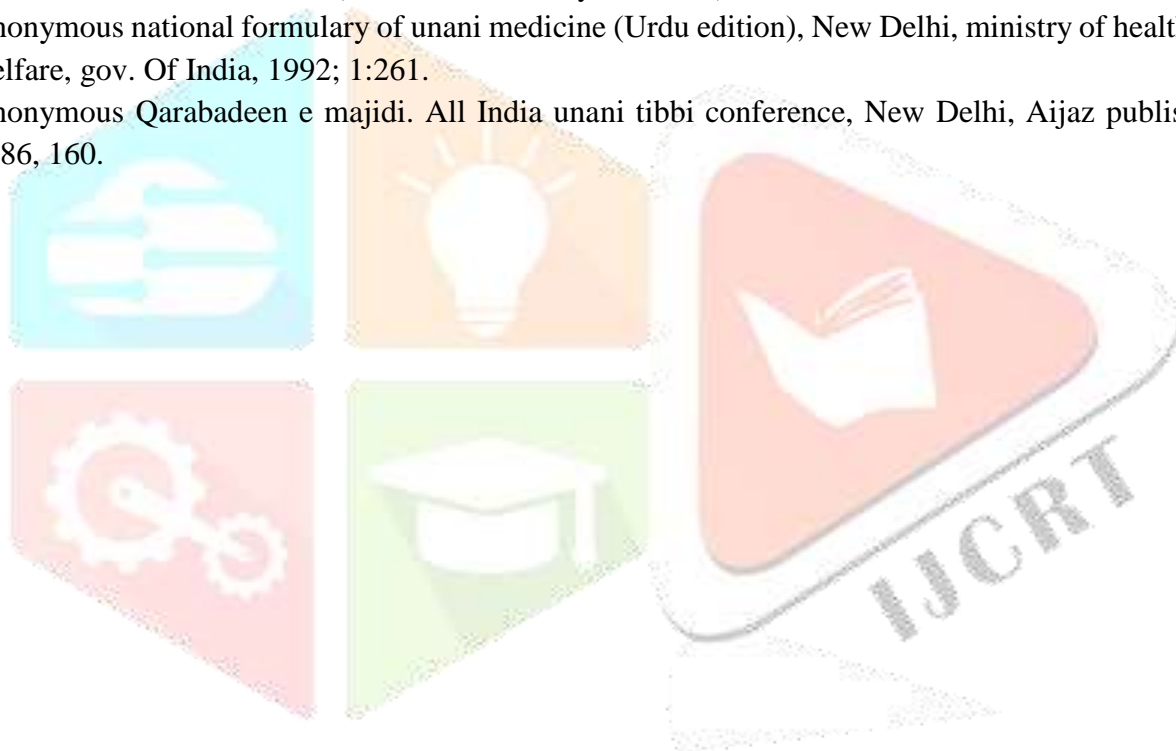 nonymous national formulary of unani medicine (Urdu edition), New Delhi, ministry of healt
elfare, gov. Of India, 1992; 1:261.
nonymous Qarabadeen e majidi. All India unani tibbi conference, New Delhi, Aijaz publis
86, 160.
IJCRT